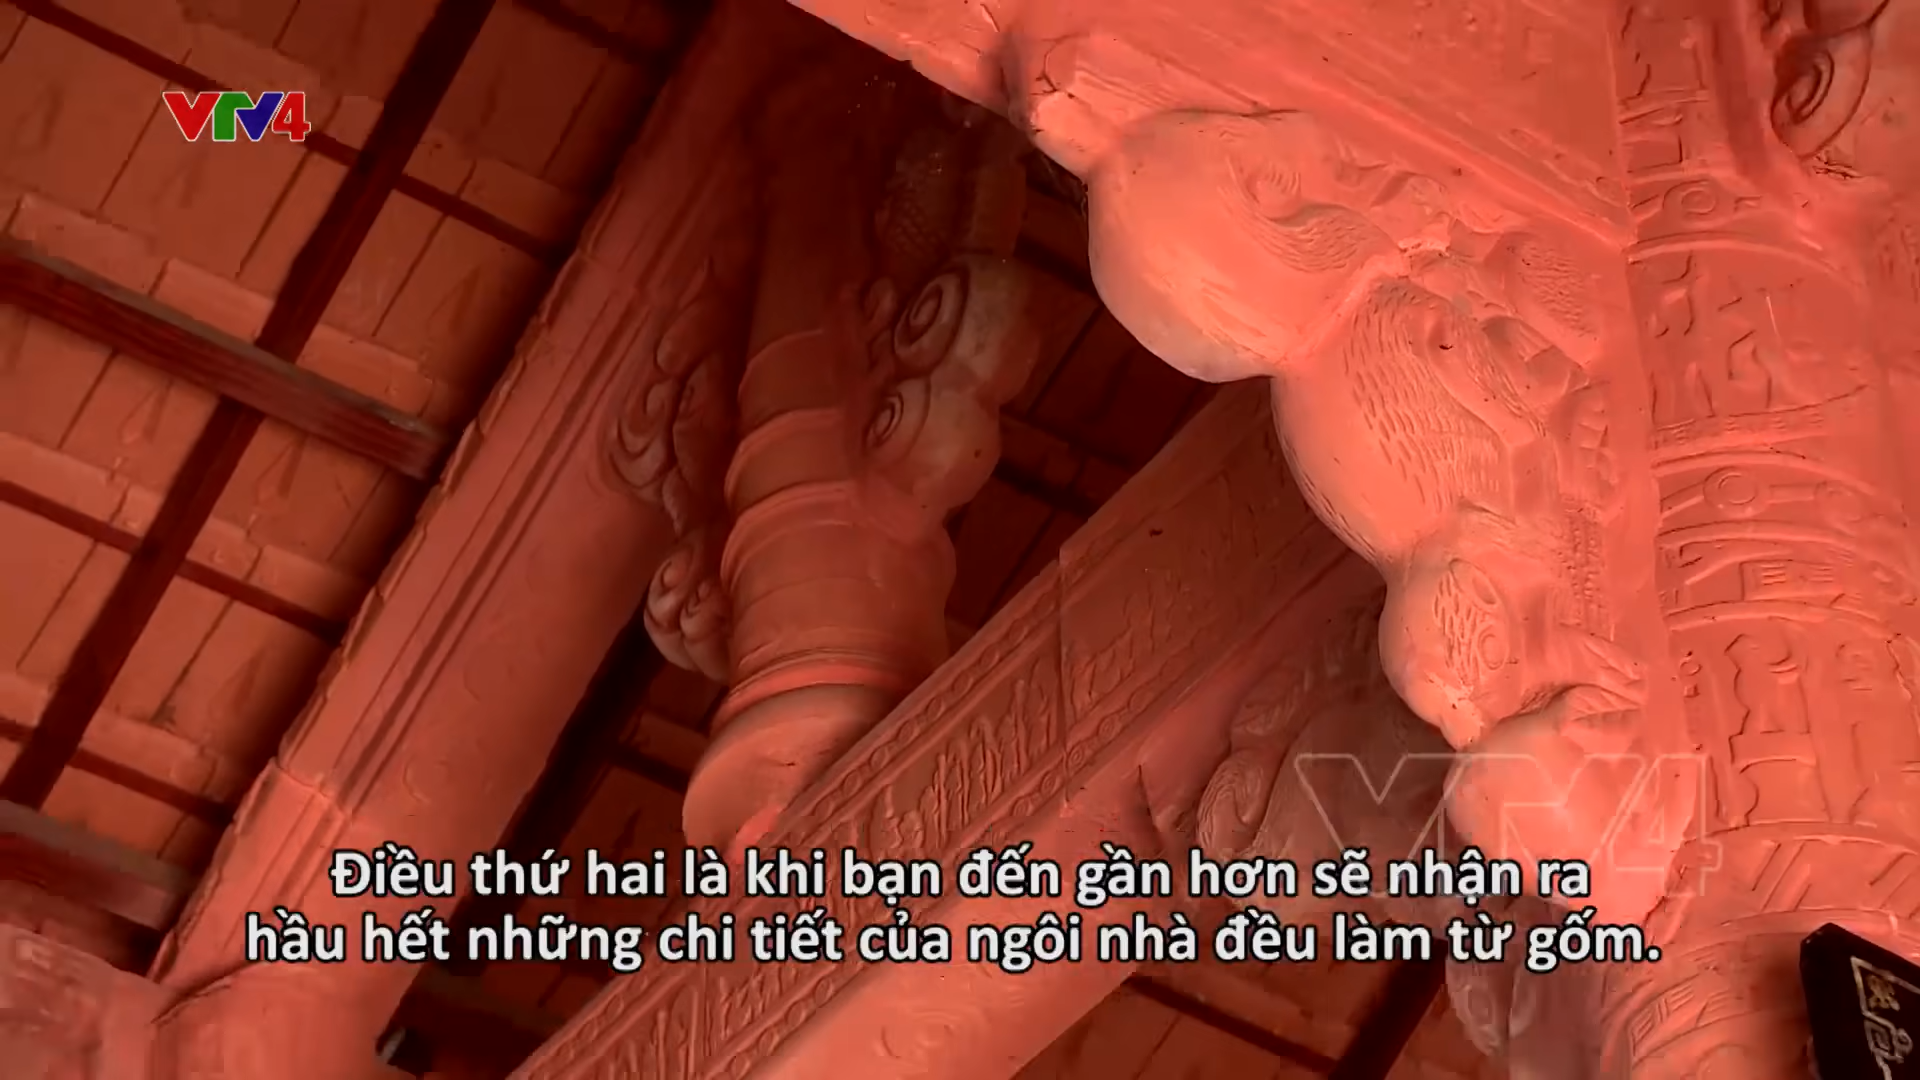 VTV4
Điều thứ hai là khi bạn đến gần hơn sẽ nhận ra
hầu hết những chi tiết của ngôi nhà đều làm từ gốm.
VTV4